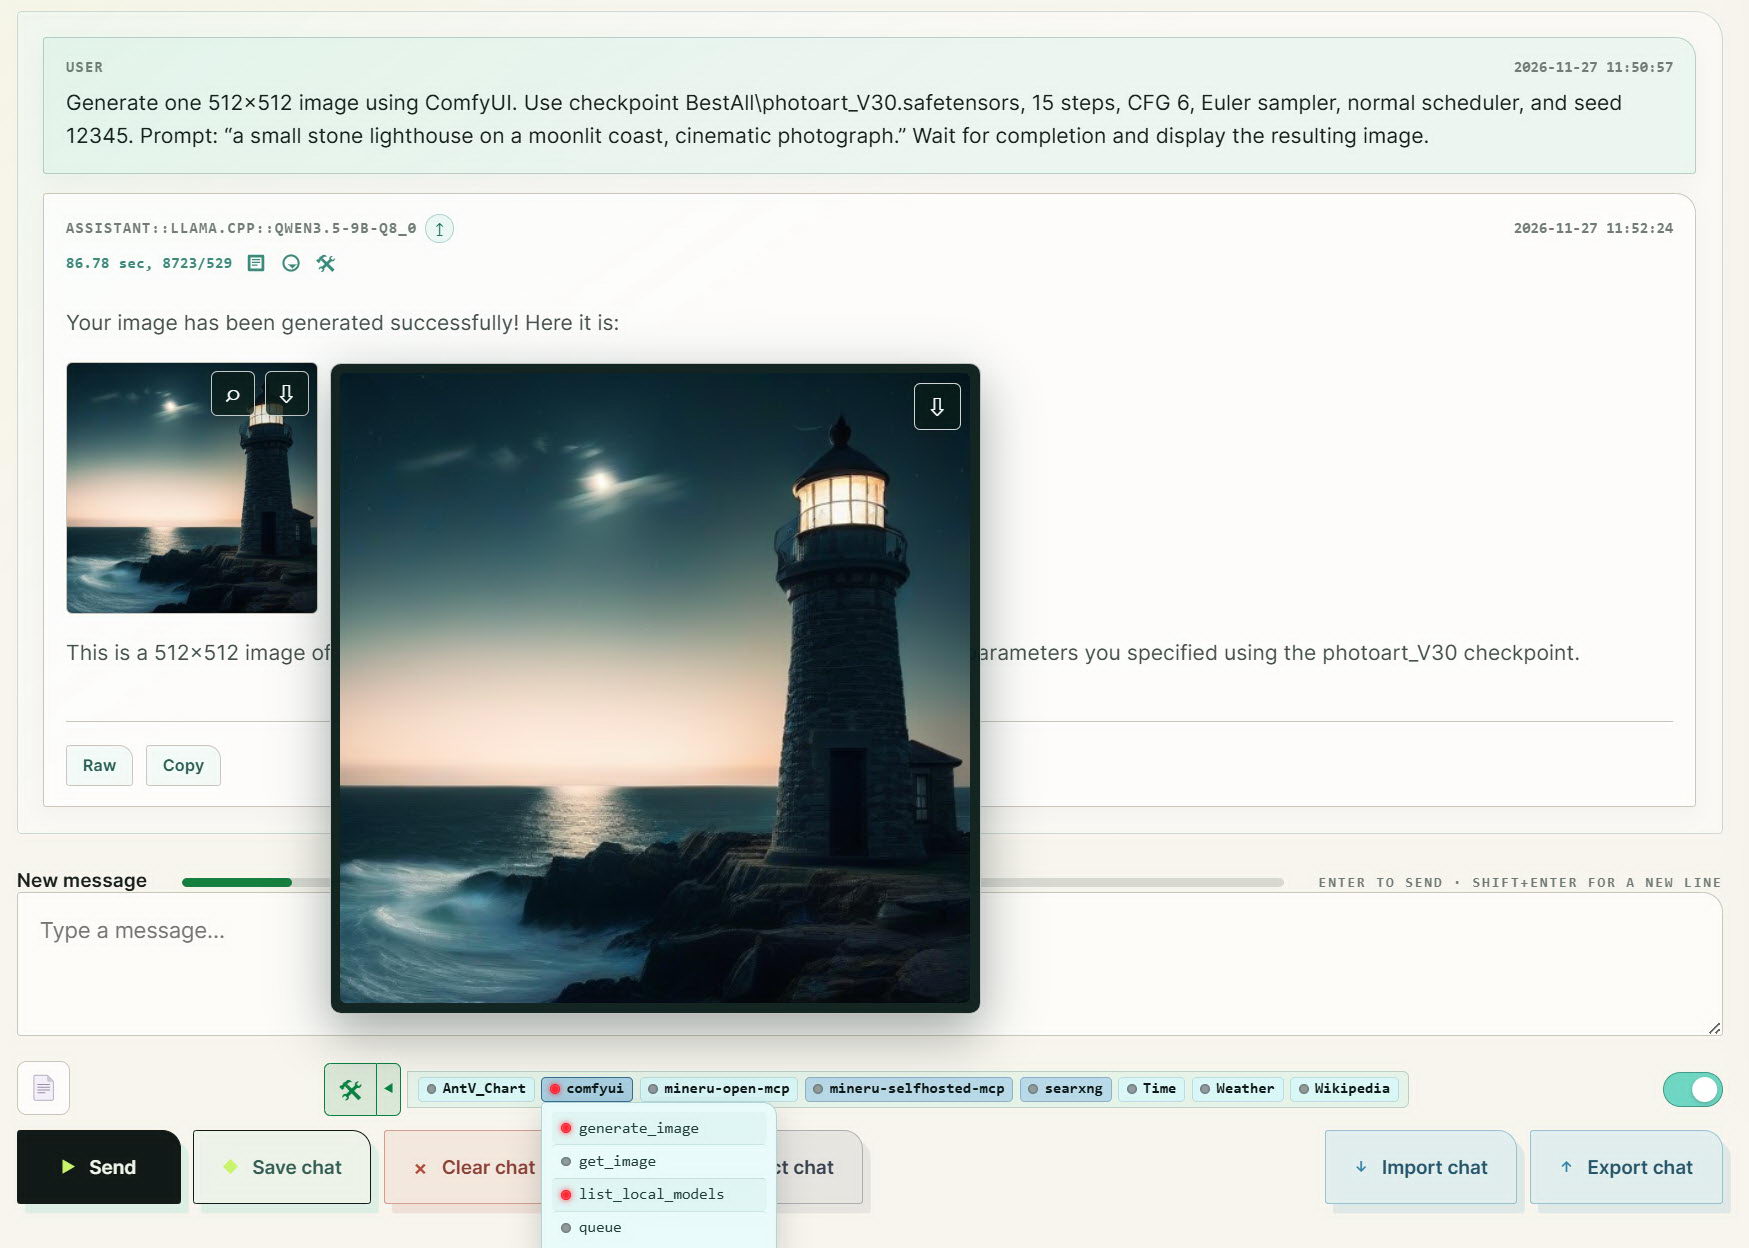 USER
2026-11-27 11:50:57
Generate one 512×512 image using ComfyUI. Use checkpoint BestAll\photoart_V30.safetensors, 15 steps, CFG 6, Euler sampler, normal scheduler, and seed
12345. Prompt: “a small stone lighthouse on a moonlit coast, cinematic photograph.” Wait for completion and display the resulting image.
ASSISTANT::LLAMA.CPP::QWEN3.5-9B-Q8_0
2026-11-27 11:52:24
86.78 sec, 8723/529
Your image has been generated successfully! Here it is:
This is a 512×512 image of arameters you specified using the photoart_V30 checkpoint.
Raw
Copy
New message
ENTER TO SEND · SHIFT+ENTER FOR A NEW LINE
Type a message...
AntV_Chart
comfyui
mineru-open-mcp
mineru-selfhosted-mcp
searxng
Time
Weather
Wikipedia
generate_image
get_image
list_local_models
queue
Send
Save chat
Clear chat
ct chat
Import chat
Export chat